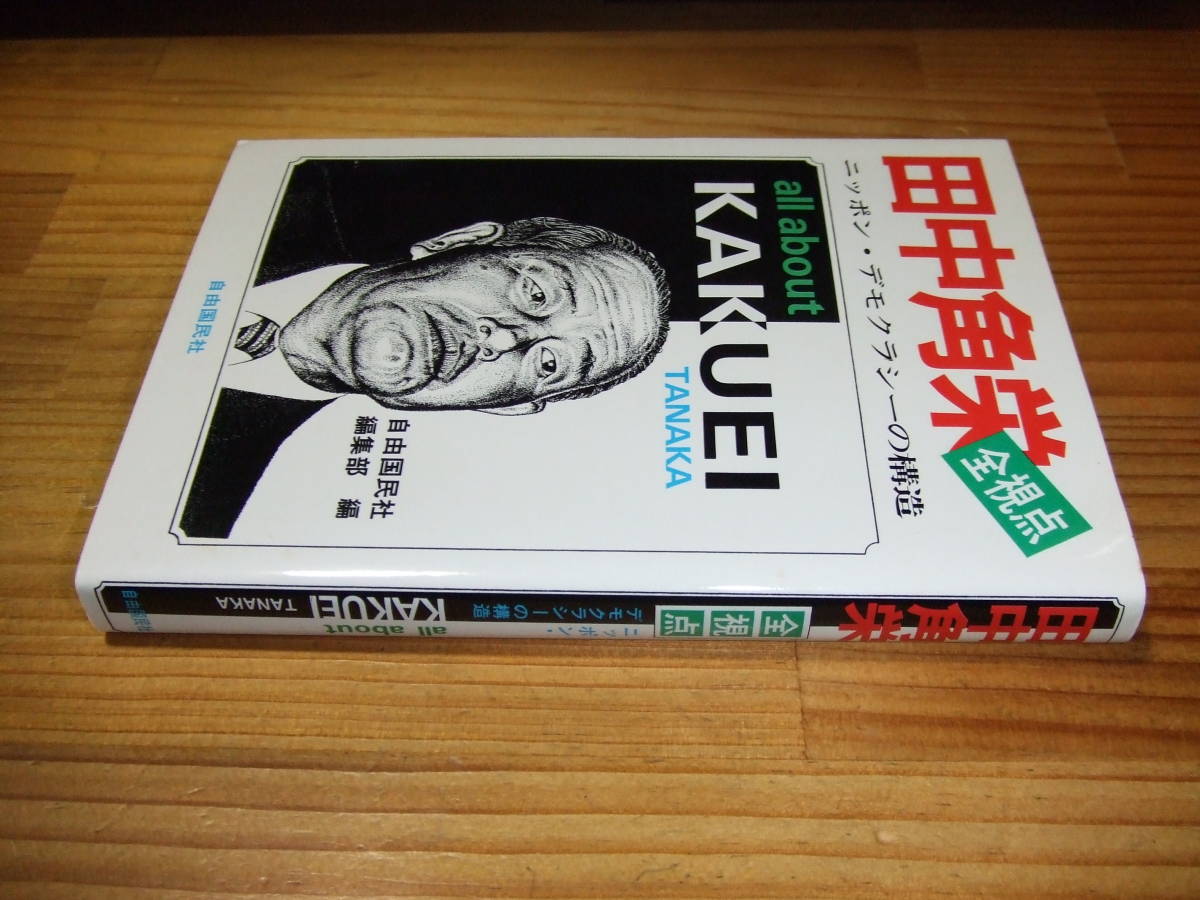 田中角栄
全視点
ニッポン・デモクラシーの構造
all about
KAKUEI
TANAKA
自由国民社
編集部 編
自由国民社
田中角栄
全視点
ニッポン・
デモクラシーの構造
all about
KAKUEI
TANAKA
自由国民社